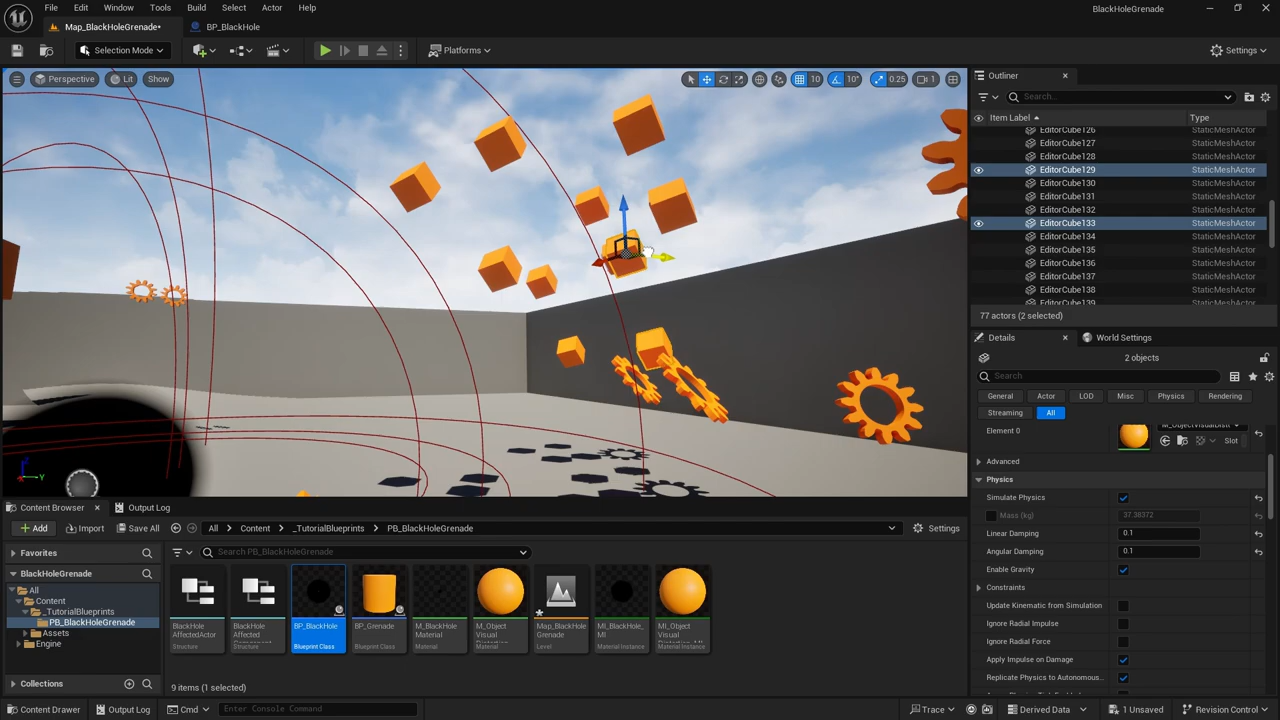 File Edit Window Tools Build Select Actor Help
BlackHoleGrenade
Map_BlackHoleGrenade*
BP_BlackHole
Selection Mode
Platforms
Settings
Perspective
Lit
Show
10
10°
0.25
1
Outliner
Search...
Item Label
Type
EditorCube126 StaticMeshActor
EditorCube127 StaticMeshActor
EditorCube128 StaticMeshActor
EditorCube129 StaticMeshActor
EditorCube130 StaticMeshActor
EditorCube131 StaticMeshActor
EditorCube132 StaticMeshActor
EditorCube133 StaticMeshActor
EditorCube134 StaticMeshActor
EditorCube135 StaticMeshActor
EditorCube136 StaticMeshActor
EditorCube137 StaticMeshActor
EditorCube138 StaticMeshActor
EditorCube139 StaticMeshActor
77 actors (2 selected)
Details
World Settings
2 objects
Search
General Actor LOD Misc Physics Rendering
Streaming All
Element 0
Slot
Advanced
Physics
Simulate Physics
Mass (kg) 37.38372
Linear Damping 0.1
Angular Damping 0.1
Enable Gravity
Constraints
Update Kinematic from Simulation
Ignore Radial Impulse
Ignore Radial Force
Apply Impulse on Damage
Replicate Physics to Autonomous...
Y
Content Browser
Output Log
Add
Import
Save All
All
Content
_TutorialBlueprints
PB_BlackHoleGrenade
Settings
Favorites
BlackHoleGrenade
All
Content
_TutorialBlueprints
PB_BlackHoleGrenade
Assets
Engine
Collections
Search PB_BlackHoleGrenade
BlackHole
AffectedActor
Structure
BlackHole
Affected
Structure
BP_BlackHole
Blueprint Class
BP_Grenade
Blueprint Class
M_BlackHole
Material
Material
M_Object
Visual
Material
Map_BlackHole
Grenade
Level
MI_BlackHole_
MI
Material Instance
MI_Object
Visual
Material Instance
9 items (1 selected)
Content Drawer
Output Log
Cmd
Enter Console Command
Trace
Derived Data
1 Unsaved
Revision Control